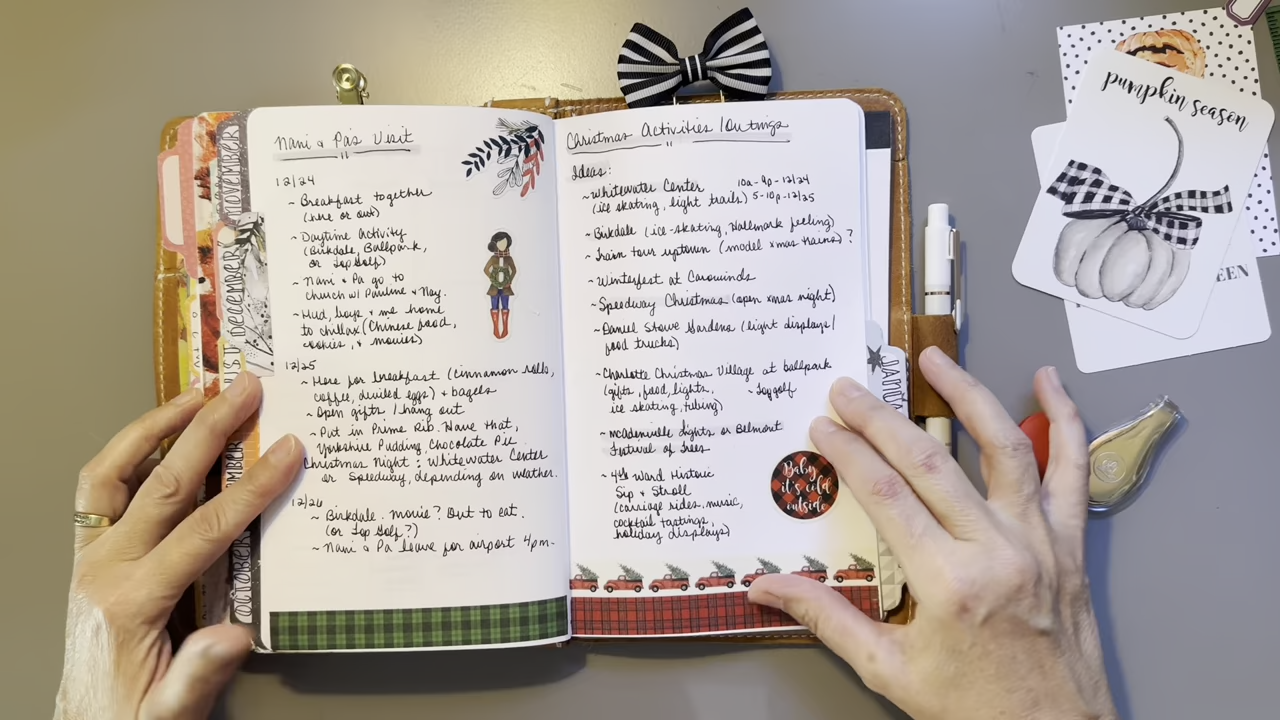 Nani & Pa's Visit
12/24
~ Breakfast together
(here or out)
~ Daytime Activity
(Birkdale, Ballpark,
or Top Golf)
~ Nani & Pa go to
church w/ Pauline & Nay.
to chillax (Chinese food,
cookies, & movies)
12/25
~ Here for breakfast (cinnamon rolls,
coffee, deviled eggs) & bagels
~ Open gifts / hang out
~ Put in Prime Rib. Have that,
Yorkshire Pudding Chocolate Pie
Christmas Night: Whitewater Center
or Speedway, depending on weather.
12/26
~ Birkdale. movie? Out to eat.
(or Top Golf?)
~ Nani & Pa leave for airport 4pm-
Christmas Activities / Outings
Ideas:
~ Whitewater Center 10a-9p-12/24
(ice skating, light trails) 5-10p-12/25
~ Birkdale (ice-skating, Hallmark feeling)
~ Train tour uptown (model xmas trains) ?
~ Winterfest at Carowinds
~ Speedway Christmas (open xmas night)
~ Daniel Stowe Gardens (light displays/
food trucks)
~ Charlotte Christmas Village at ballpark
(gifts, food, lights, ~ Topgolf
ice skating, tubing)
~ McAdenville Lights or Belmont
Festival of Trees
~ 4th Ward Historic
Sip & Stroll
(carriage rides, music,
cocktail tastings,
holiday displays)
Baby
it's cold
outside
OCTOBER
NOVEMBER
DECEMBER
pumpkin season